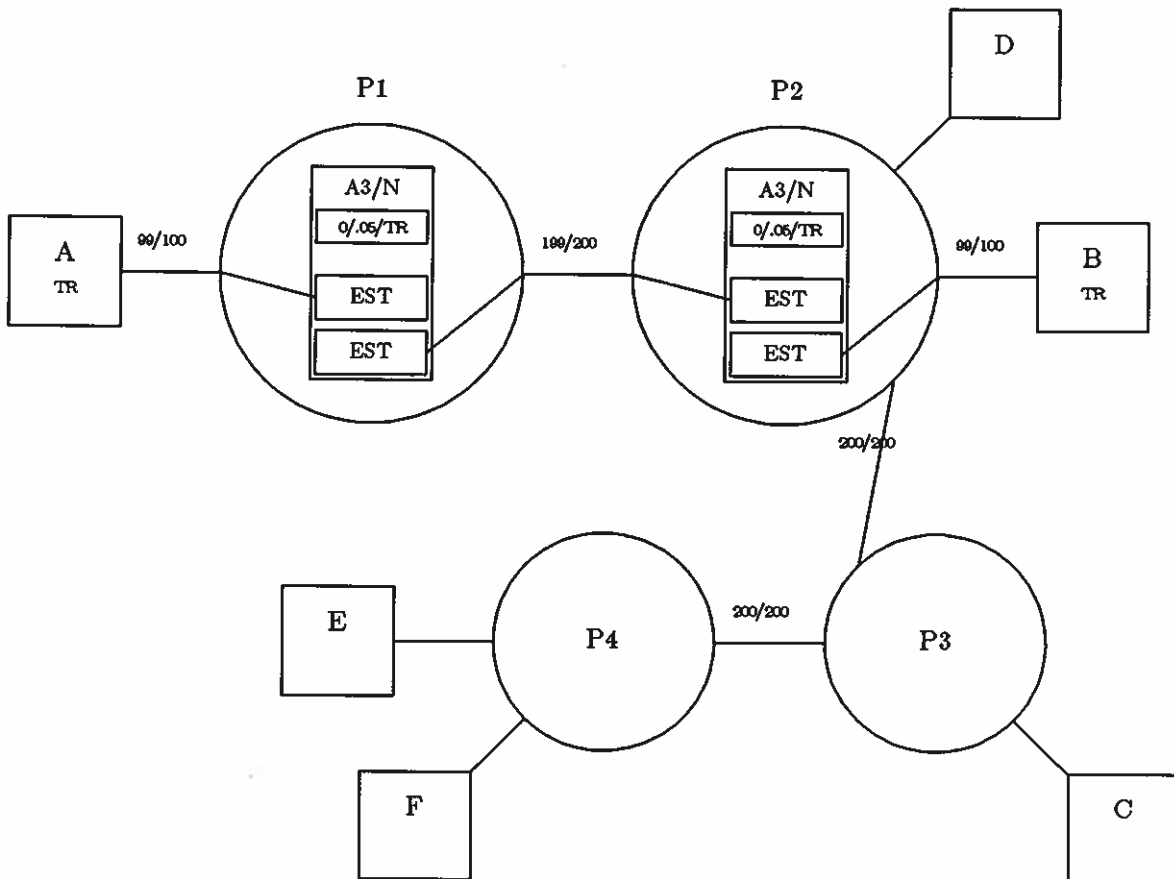 D
P1
P2
A3/N
0/.05/TR
EST
EST
A3/N
0/.05/TR
EST
EST
A
TR
99/100
199/200
99/100
B
TR
200/200
E
P4
200/200
P3
F
C